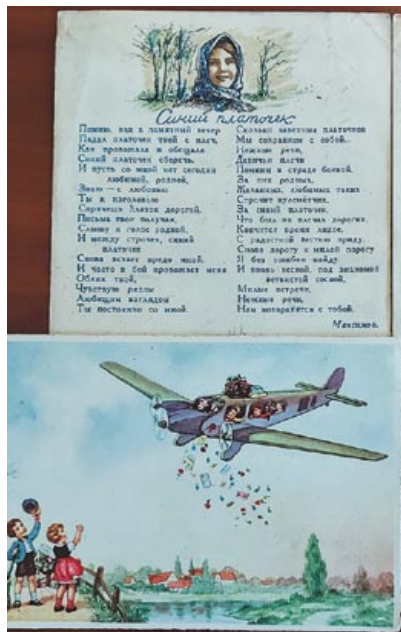 Синий платочек
Помню, как в памятный вечер
Падал платочек твой с плеч,
Как провожала и обещала
Синий платочек сберечь.
И пусть со мной нет сегодня
любимой, родной,
Знаю — с любовью
Ты к изголовью
Спрячешь платок дорогой.
Письма твои получая,
Слышу я голос родной,
И между строчек, синий
платочек
Снова встает предо мной.
И часто в бой провожает меня
Облик твой,
Чувствую рядом
Любящим взглядом
Ты постоянно со мной.
Сколько заветных платочков
Мы сохраним с собой..
Нежные речи,
Девичьи плечи
Помним в страде боевой.
За них родных,
Желанных, любимых таких
Строчит пулеметчик,
За синий платочек,
Что был на плечах дорогих.
Кончится время лихое,
С радостной вестью приду,
Снова дорогу к милой порогу
Я без ошибки найду.
И вновь весной, под знакомой
ветвистой сосной,
Милые встречи,
Нежные речи,
Нам возвратятся с тобой.
Максимов.